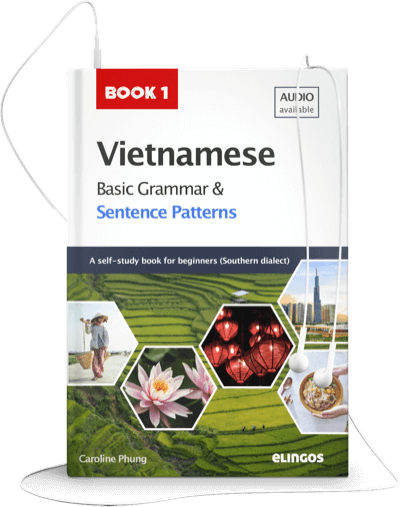 BOOK 1
AUDIO
available
Vietnamese
Basic Grammar &
Sentence Patterns
A self-study book for beginners (Southern dialect)
Caroline Phung
eLINGOS